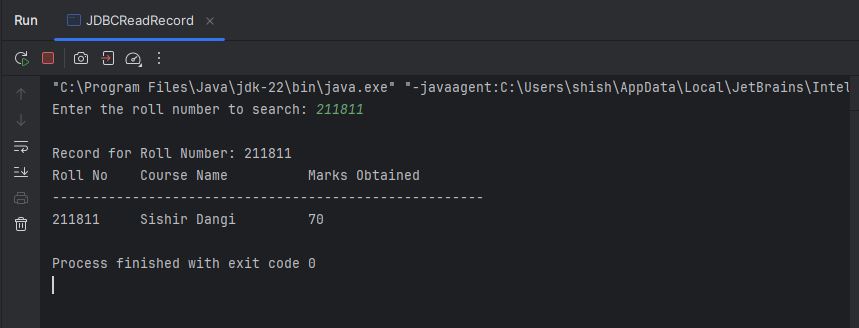 Run JDBCReadRecord
"C:\Program Files\Java\jdk-22\bin\java.exe" "-javaagent:C:\Users\shish\AppData\Local\JetBrains\Intel
Enter the roll number to search: 211811
Record for Roll Number: 211811
Roll No Course Name Marks Obtained
------------------------------------------------------
211811 Sishir Dangi 70
Process finished with exit code 0